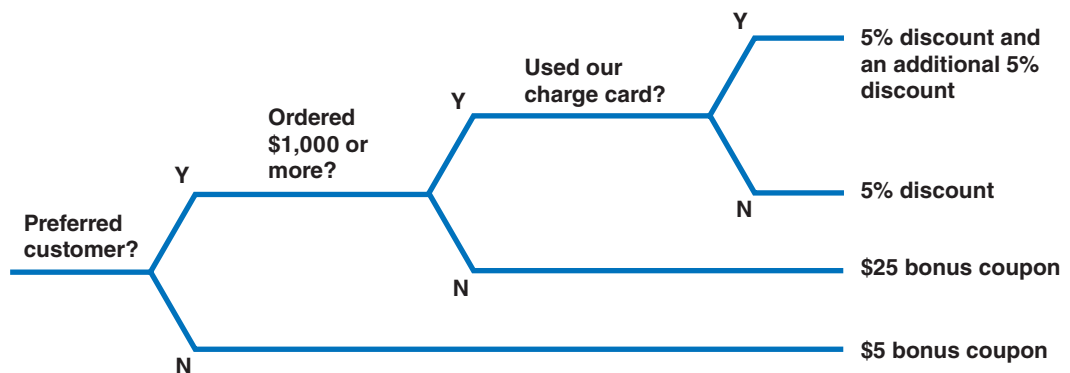 Preferred
customer?
Y
N
Ordered
$1,000 or
more?
Y
N
Used our
charge card?
Y
N
5% discount and
an additional 5%
discount
5% discount
$25 bonus coupon
$5 bonus coupon